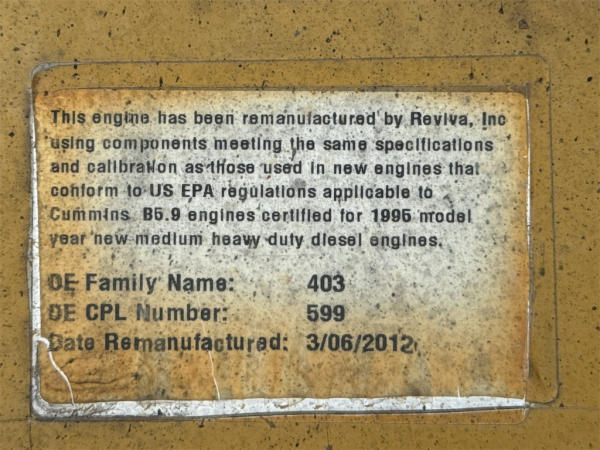 This engine has been remanufactured by Reviva, Inc
using components meeting the same specifications
and calibration as those used in new engines that
conform to US EPA regulations applicable to
Cummins B5.9 engines certified for 1995 model
year new medium heavy duty diesel engines.
OE Family Name: 403
OE CPL Number: 599
Date Remanufactured: 3/06/2012